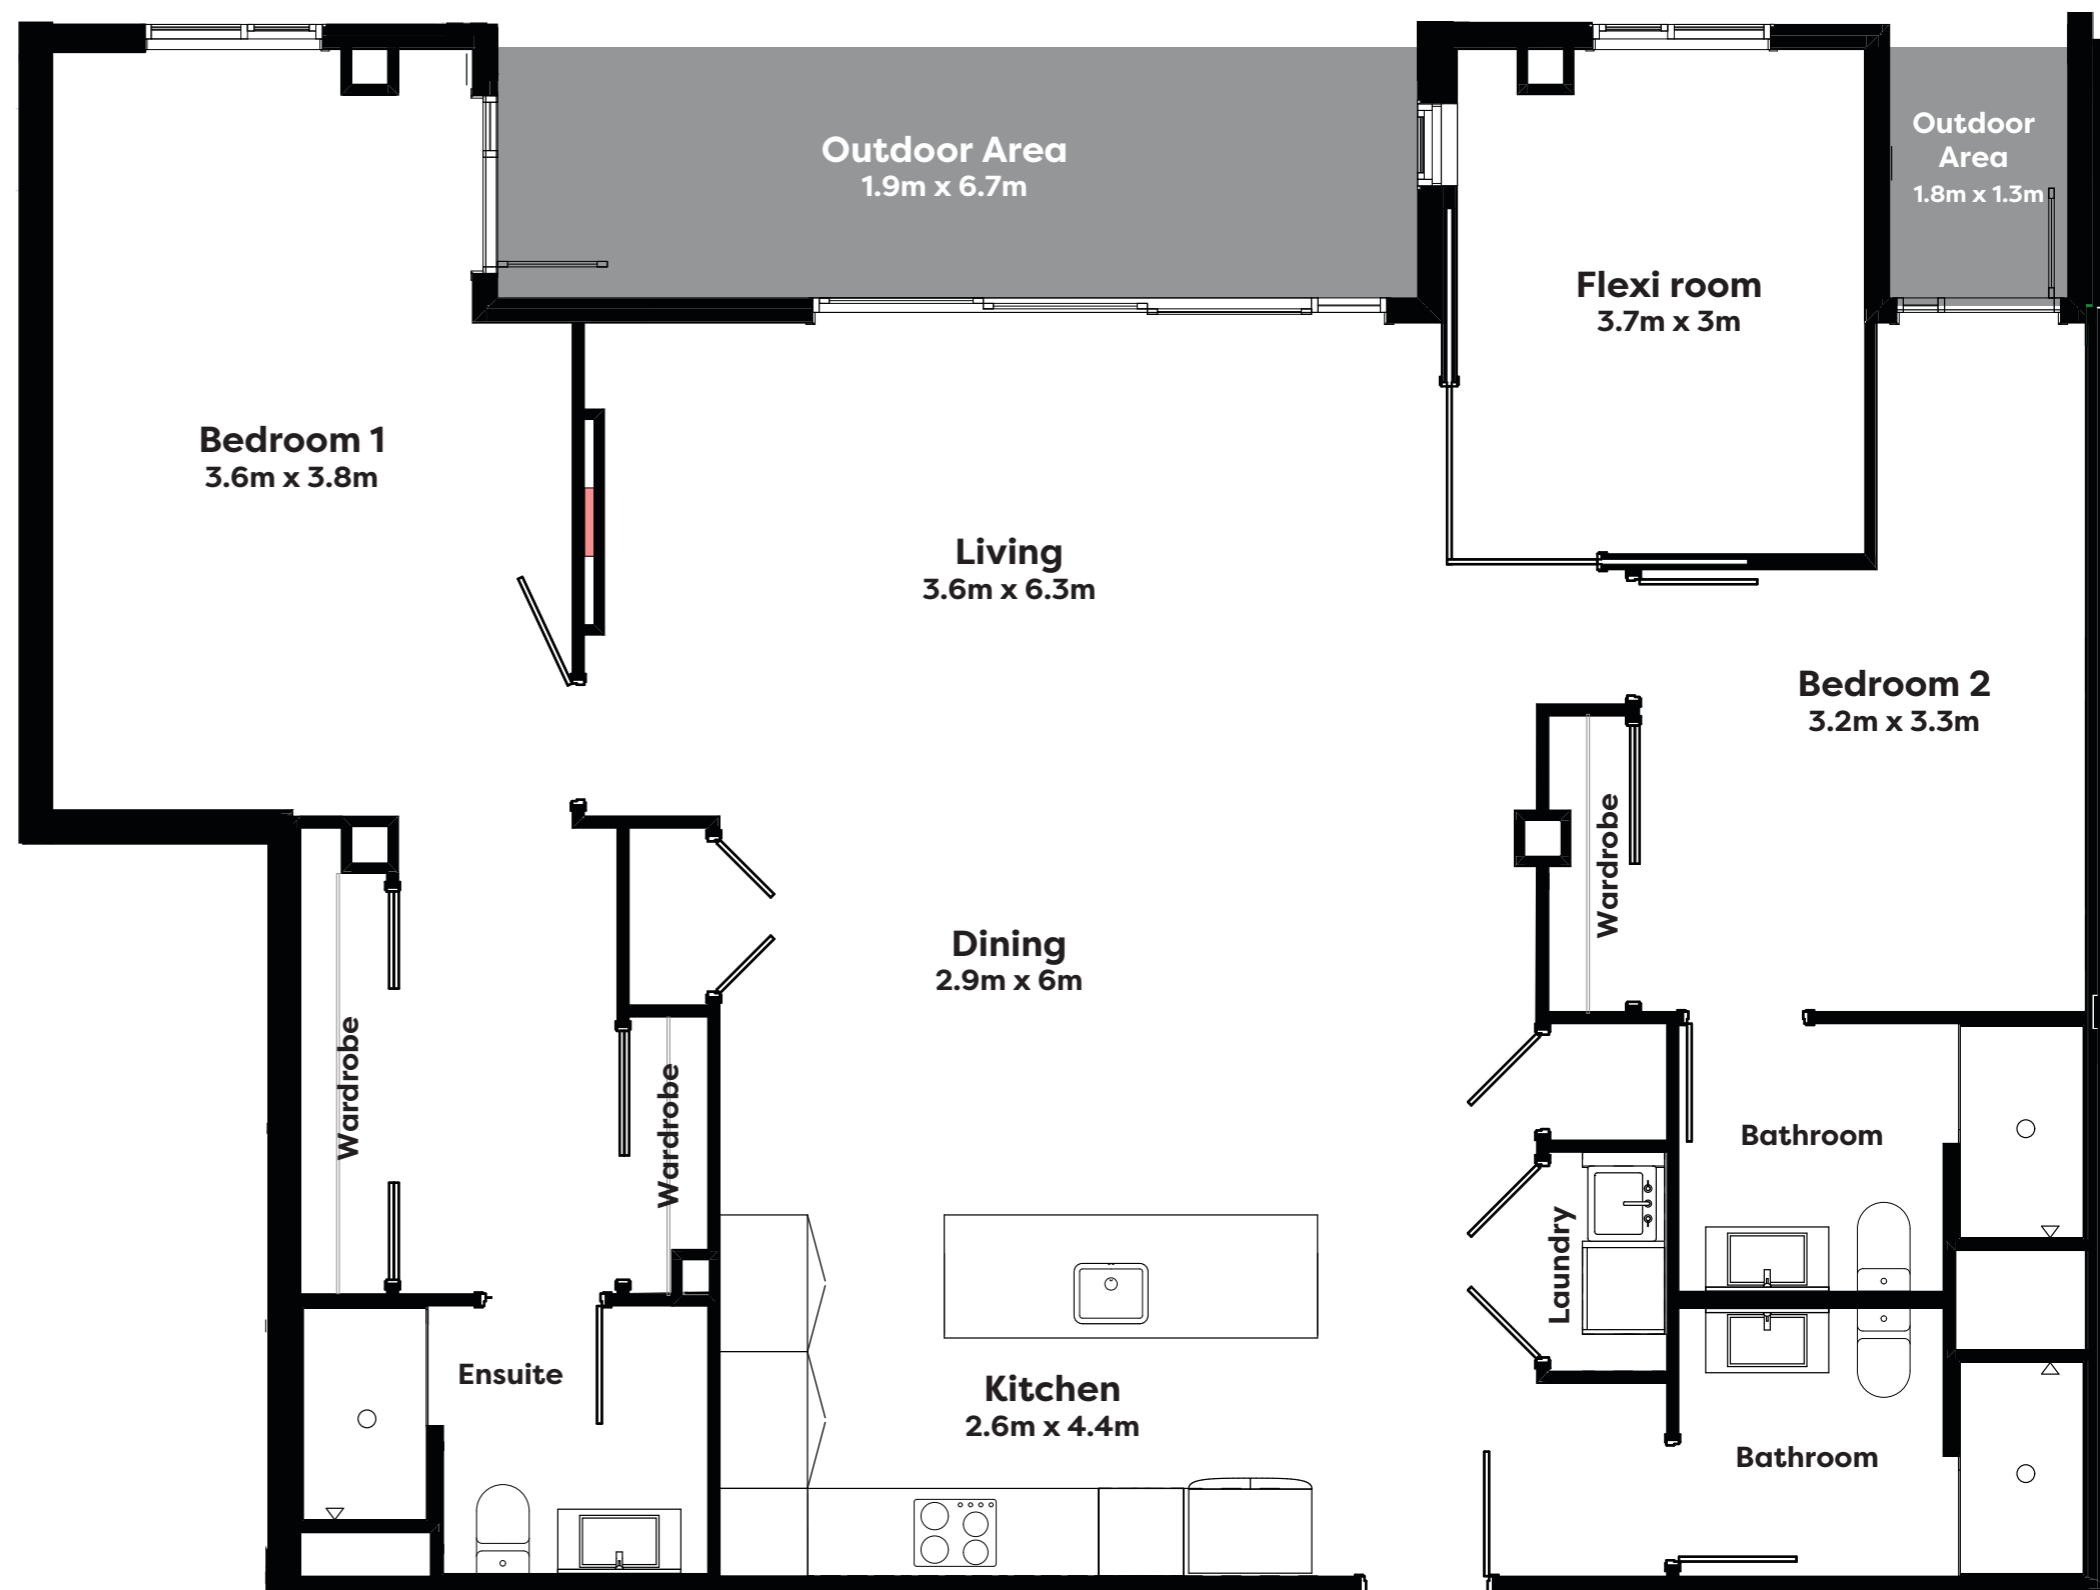 Outdoor Area
1.9m x 6.7m
Outdoor
Area
1.8m x 1.3m
Flexi room
3.7m x 3m
Bedroom 1
3.6m x 3.8m
Living
3.6m x 6.3m
Bedroom 2
3.2m x 3.3m
Wardrobe
Dining
2.9m x 6m
Wardrobe
Wardrobe
Bathroom
Laundry
Ensuite
Kitchen
2.6m x 4.4m
Bathroom